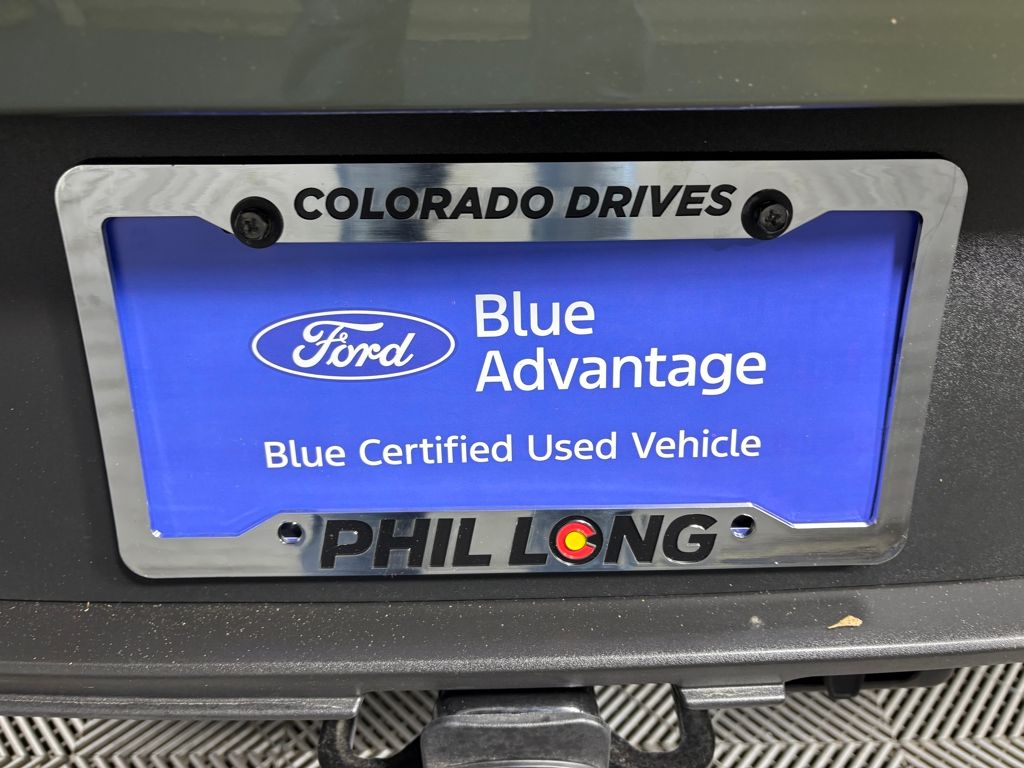 COLORADO DRIVES
Ford
Blue
Advantage
Blue Certified Used Vehicle
PHIL LONG